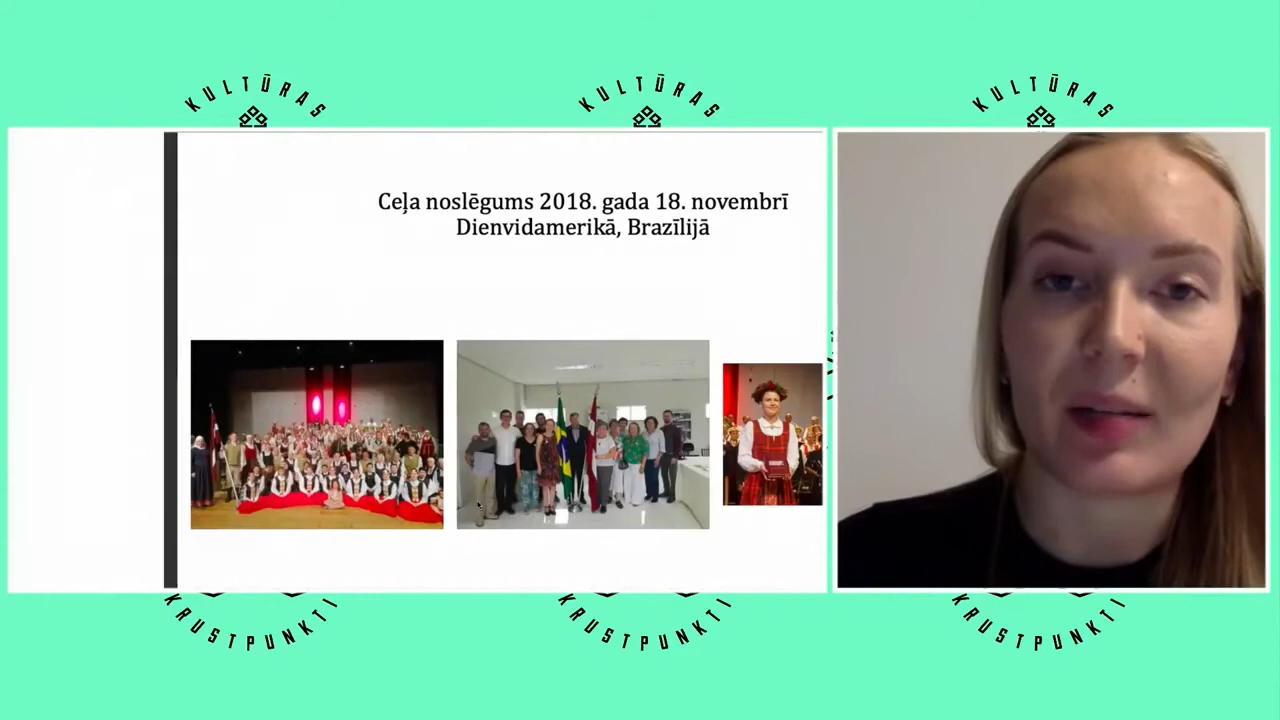 KULTŪRAS
KULTŪRAS
KULTŪRAS
Ceļa noslēgums 2018. gada 18. novembrī
Dienvidamerikā, Brazīlijā
KRUSTPUNKTI
KRUSTPUNKTI
KRUSTPUNKTI